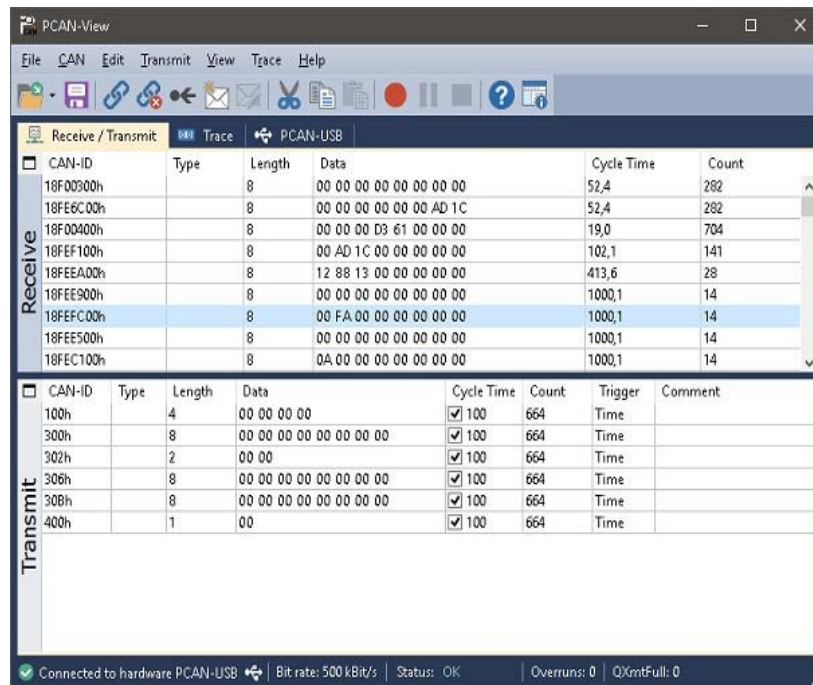 PCAN-View
File CAN Edit Transmit View Trace Help
Receive / Transmit Trace PCAN-USB
CAN-ID Type Length Data Cycle Time Count
18F00300h 8 00 00 00 00 00 00 00 00 52,4 282
18FE6C00h 8 00 00 00 00 00 00 AD 1C 52,4 282
18F00400h 8 00 00 00 D3 61 00 00 00 19,0 704
18FEF100h 8 00 AD 1C 00 00 00 00 00 102,1 141
18FEEA00h 8 12 88 13 00 00 00 00 00 413,6 28
18FEE900h 8 00 00 00 00 00 00 00 00 1000,1 14
18FEFC00h 8 00 FA 00 00 00 00 00 00 1000,1 14
18FEE500h 8 00 00 00 00 00 00 00 00 1000,1 14
18FEC100h 8 0A 00 00 00 00 00 00 00 1000,1 14
Receive
CAN-ID Type Length Data Cycle Time Count Trigger Comment
100h 4 00 00 00 00 100 664 Time
300h 8 00 00 00 00 00 00 00 00 100 664 Time
302h 2 00 00 100 664 Time
306h 8 00 00 00 00 00 00 00 00 100 664 Time
30Bh 8 00 00 00 00 00 00 00 00 100 664 Time
400h 1 00 100 664 Time
Transmit
Connected to hardware PCAN-USB Bit rate: 500 kBit/s Status: OK Overruns: 0 QXmtFull: 0